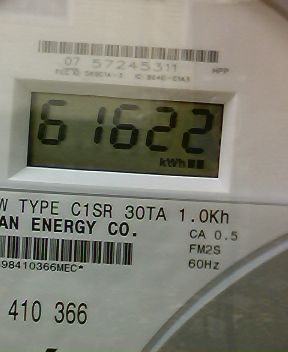 07 57245311
HPP
61622
kWh
W TYPE C1SR 30TA 1.0Kh
AN ENERGY CO.
CA 0.5
FM2S
60Hz
98410366MEC*
410 366